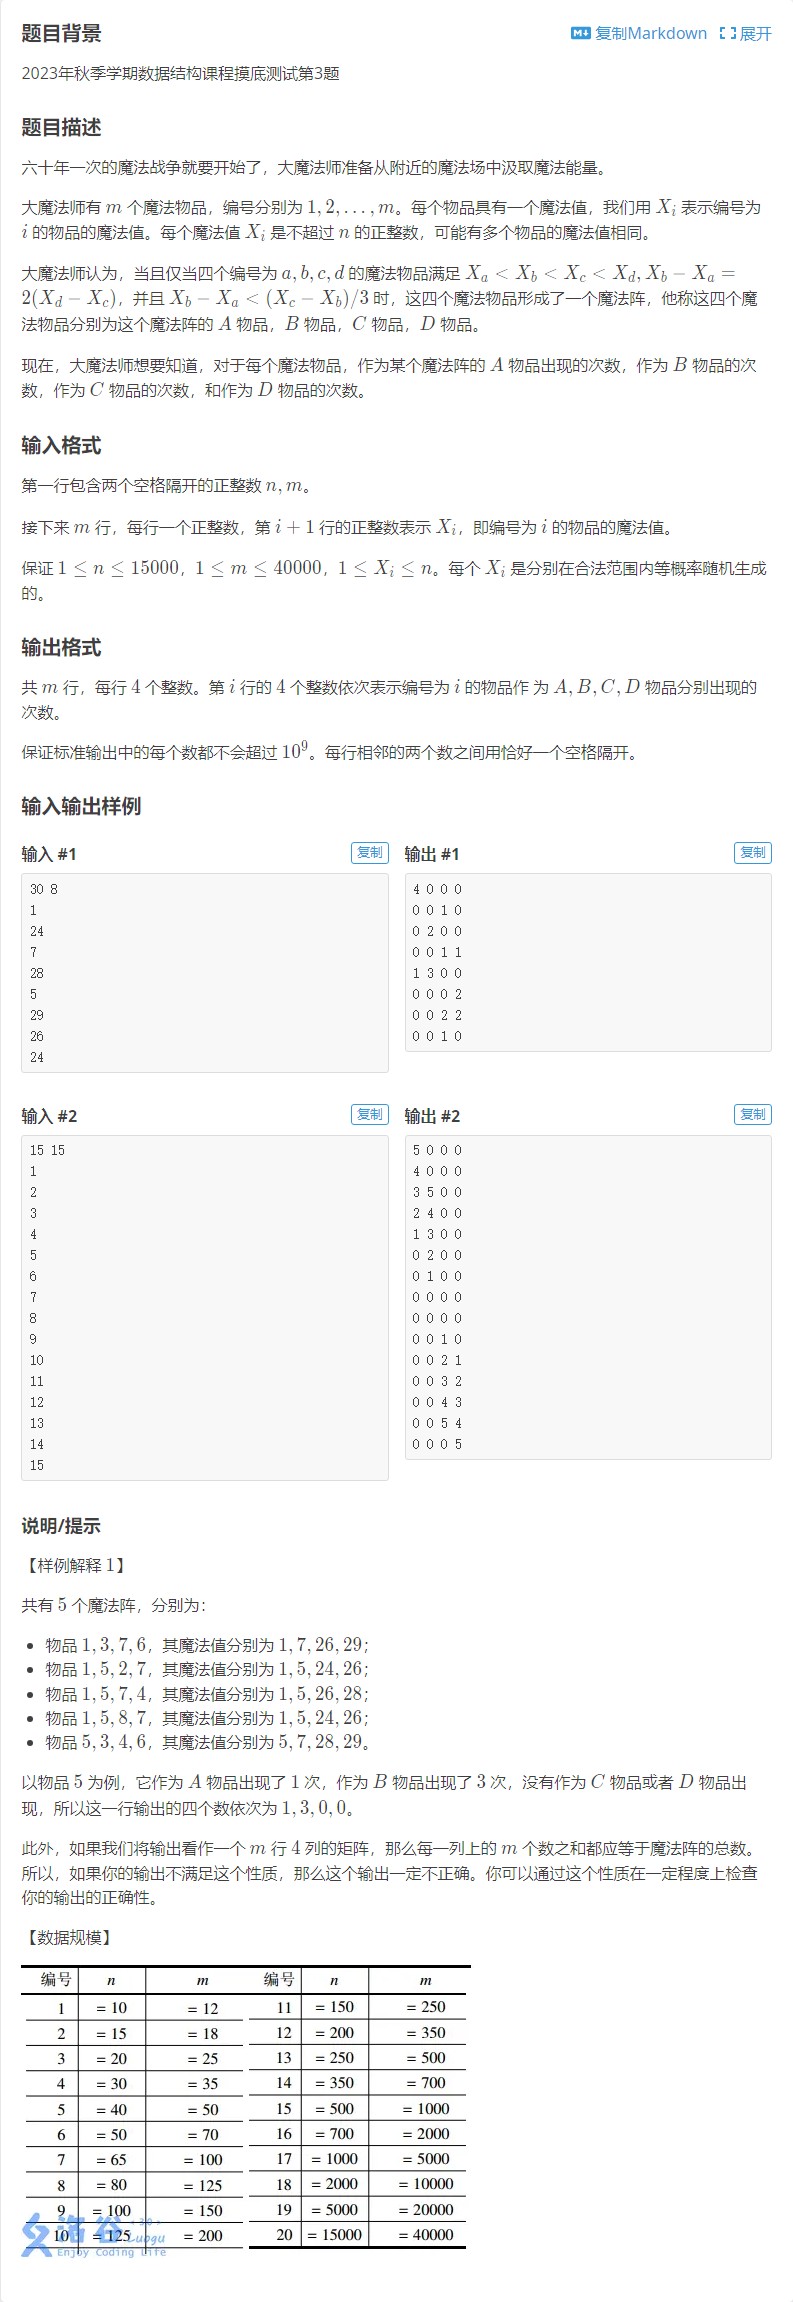 题目背景
复制Markdown 展开
2023年秋季学期数据结构课程摸底测试第3题
题目描述
六十年一次的魔法战争就要开始了，大魔法师准备从附近的魔法场中汲取魔法能量。
大魔法师有 m 个魔法物品，编号分别为 1, 2, . . . , m。每个物品具有一个魔法值，我们用 X_i 表示编号为
i 的物品的魔法值。每个魔法值 X_i 是不超过 n 的正整数，可能有多个物品的魔法值相同。
大魔法师认为，当且仅当四个编号为 a, b, c, d 的魔法物品满足 X_a < X_b < X_c < X_d, X_b − X_a =
2(X_d − X_c)，并且 X_b − X_a < (X_c − X_b)/3 时，这四个魔法物品形成了一个魔法阵，他称这四个魔
法物品分别为这个魔法阵的 A 物品，B 物品，C 物品，D 物品。
现在，大魔法师想要知道，对于每个魔法物品，作为某个魔法阵的 A 物品出现的次数，作为 B 物品的次
数，作为 C 物品的次数，和作为 D 物品的次数。
输入格式
第一行包含两个空格隔开的正整数 n, m。
接下来 m 行，每行一个正整数，第 i + 1 行的正整数表示 X_i，即编号为 i 的物品的魔法值。
保证 1 ≤ n ≤ 15000，1 ≤ m ≤ 40000，1 ≤ X_i ≤ n。每个 X_i 是分别在合法范围内等概率随机生成
的。
输出格式
共 m 行，每行 4 个整数。第 i 行的 4 个整数依次表示编号为 i 的物品作 为 A, B, C, D 物品分别出现的
次数。
保证标准输出中的每个数都不会超过 10^9。每行相邻的两个数之间用恰好一个空格隔开。
输入输出样例
输入 #1
复制
30 8
1
24
7
28
5
29
26
24
输出 #1
复制
4 0 0 0
0 0 1 0
0 2 0 0
0 0 1 1
1 3 0 0
0 0 0 2
0 0 2 2
0 0 1 0
输入 #2
复制
15 15
1
2
3
4
5
6
7
8
9
10
11
12
13
14
15
输出 #2
复制
5 0 0 0
4 0 0 0
3 5 0 0
2 4 0 0
1 3 0 0
0 2 0 0
0 1 0 0
0 0 0 0
0 0 0 0
0 0 1 0
0 0 2 1
0 0 3 2
0 0 4 3
0 0 5 4
0 0 0 5
说明/提示
【样例解释 1】
共有 5 个魔法阵，分别为：
• 物品 1, 3, 7, 6，其魔法值分别为 1, 7, 26, 29；
• 物品 1, 5, 2, 7，其魔法值分别为 1, 5, 24, 26；
• 物品 1, 5, 7, 4，其魔法值分别为 1, 5, 26, 28；
• 物品 1, 5, 8, 7，其魔法值分别为 1, 5, 24, 26；
• 物品 5, 3, 4, 6，其魔法值分别为 5, 7, 28, 29。
以物品 5 为例，它作为 A 物品出现了 1 次，作为 B 物品出现了 3 次，没有作为 C 物品或者 D 物品出
现，所以这一行输出的四个数依次为 1, 3, 0, 0。
此外，如果我们将输出看作一个 m 行 4 列的矩阵，那么每一列上的 m 个数之和都应等于魔法阵的总数。
所以，如果你的输出不满足这个性质，那么这个输出一定不正确。你可以通过这个性质在一定程度上检查
你的输出的正确性。
【数据规模】
编号 n m 编号 n m
1 = 10 = 12 11 = 150 = 250
2 = 15 = 18 12 = 200 = 350
3 = 20 = 25 13 = 250 = 500
4 = 30 = 35 14 = 350 = 700
5 = 40 = 50 15 = 500 = 1000
6 = 50 = 70 16 = 700 = 2000
7 = 65 = 100 17 = 1000 = 5000
8 = 80 = 125 18 = 2000 = 10000
9 = 100 = 150 19 = 5000 = 20000
10 = 125 = 200 20 = 15000 = 40000
洛谷
Luogu
Enjoy Coding Life